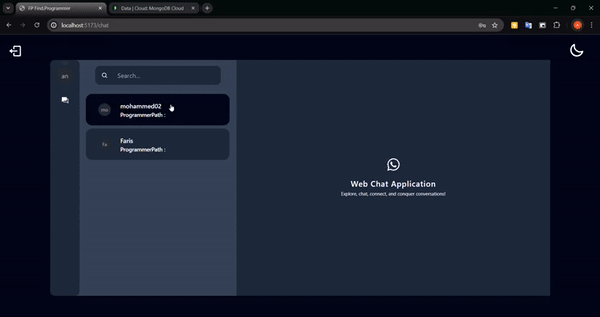 FP Find.Programmer
Data | Cloud: MongoDB Cloud
localhost:5173/chat
an
Search...
mohammed02
ProgrammerPath :
Fa
Faris
ProgrammerPath :
Web Chat Application
Explore, chat, connect, and conquer conversations!